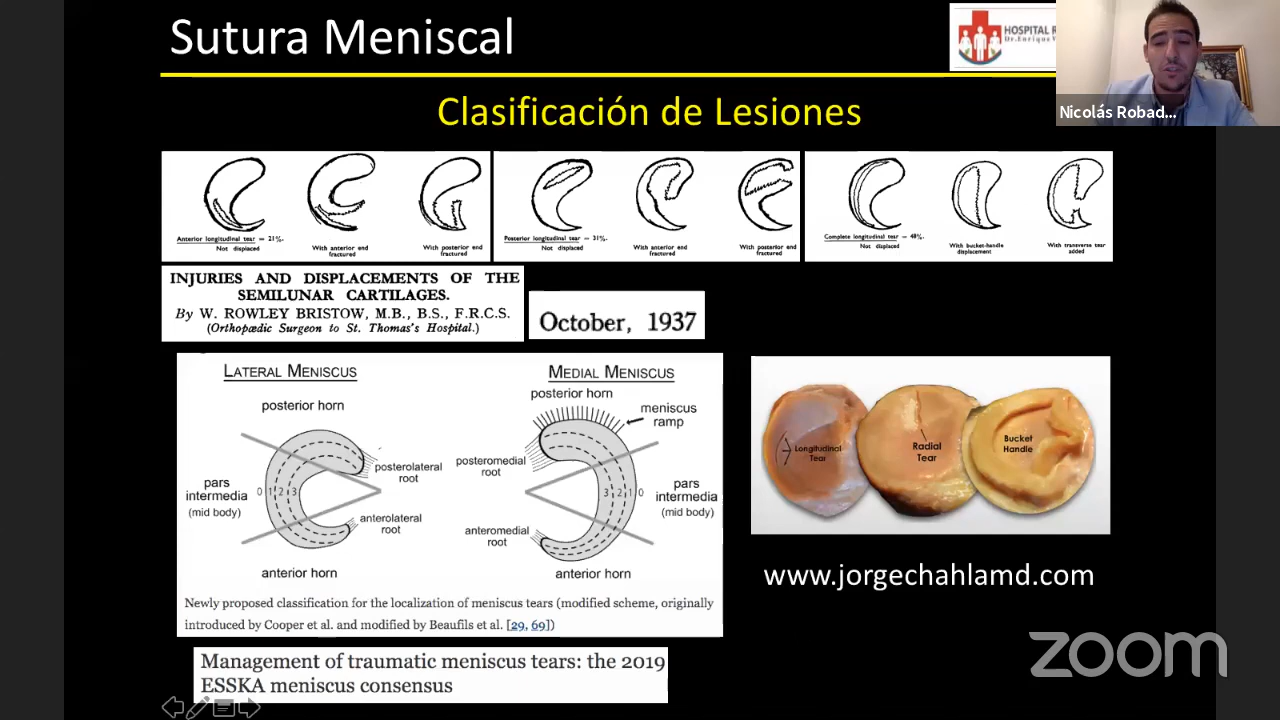 Sutura Meniscal
HOSPITAL
Nicolás Robad...
Clasificación de Lesiones
Anterior longitudinal tear = 21%.
Not displaced
With anterior end
fractured
With posterior end
fractured
Posterior longitudinal tear = 31%.
Not displaced
With anterior end
fractured
With posterior end
fractured
Complete longitudinal tear = 48%.
Not displaced
With bucket-handle
displacement
With transverse tear
added
INJURIES AND DISPLACEMENTS OF THE
SEMILUNAR CARTILAGES.
By W. ROWLEY BRISTOW, M.B., B.S., F.R.C.S.
(Orthopædic Surgeon to St. Thomas's Hospital.)
October, 1937
LATERAL MENISCUS
posterior horn
posterolateral
root
pars
intermedia
(mid body)
0 1 2 3
anterolateral
root
anterior horn
MEDIAL MENISCUS
posterior horn
meniscus
ramp
posteromedial
root
3 2 1 0
pars
intermedia
(mid body)
anteromedial
root
anterior horn
Newly proposed classification for the localization of meniscus tears (modified scheme, originally
introduced by Cooper et al. and modified by Beaufils et al. [29, 69])
Longitidinal
Tear
Radial
Tear
Bucket
Handle
www.jorgechahlamd.com
Management of traumatic meniscus tears: the 2019
ESSKA meniscus consensus
zoom